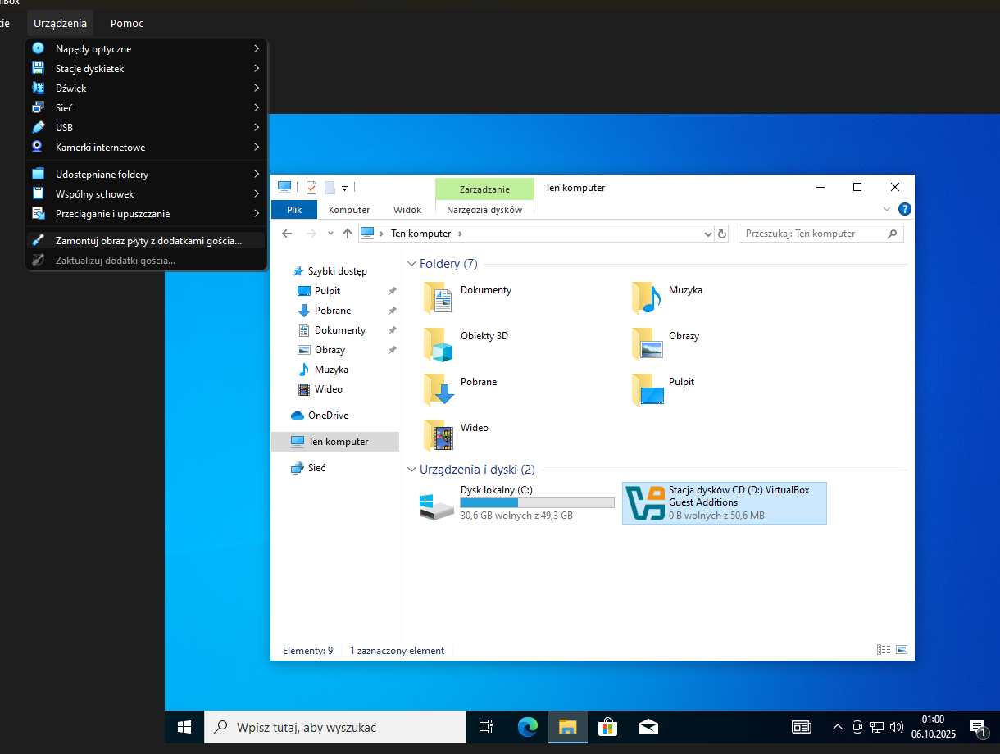 Urządzenia
Pomoc
Napędy optyczne
Stacje dyskietek
Dźwięk
Sieć
USB
Kamerki internetowe
Udostępniane foldery
Wspólny schowek
Przeciąganie i upuszczanie
Zamontuj obraz płyty z dodatkami gościa...
Zaktualizuj dodatki gościa...
Zarządzanie
Ten komputer
Plik
Komputer
Widok
Narzędzia dysków
Ten komputer
Przeszukaj: Ten komputer
Szybki dostęp
Pulpit
Pobrane
Dokumenty
Obrazy
Muzyka
Wideo
OneDrive
Ten komputer
Sieć
Foldery (7)
Dokumenty
Muzyka
Obiekty 3D
Obrazy
Pobrane
Pulpit
Wideo
Urządzenia i dyski (2)
Dysk lokalny (C:)
30,6 GB wolnych z 49,3 GB
Stacja dysków CD (D:) VirtualBox
Guest Additions
0 B wolnych z 50,6 MB
Elementy: 9
1 zaznaczony element
Wpisz tutaj, aby wyszukać
01:00
06.10.2025
1